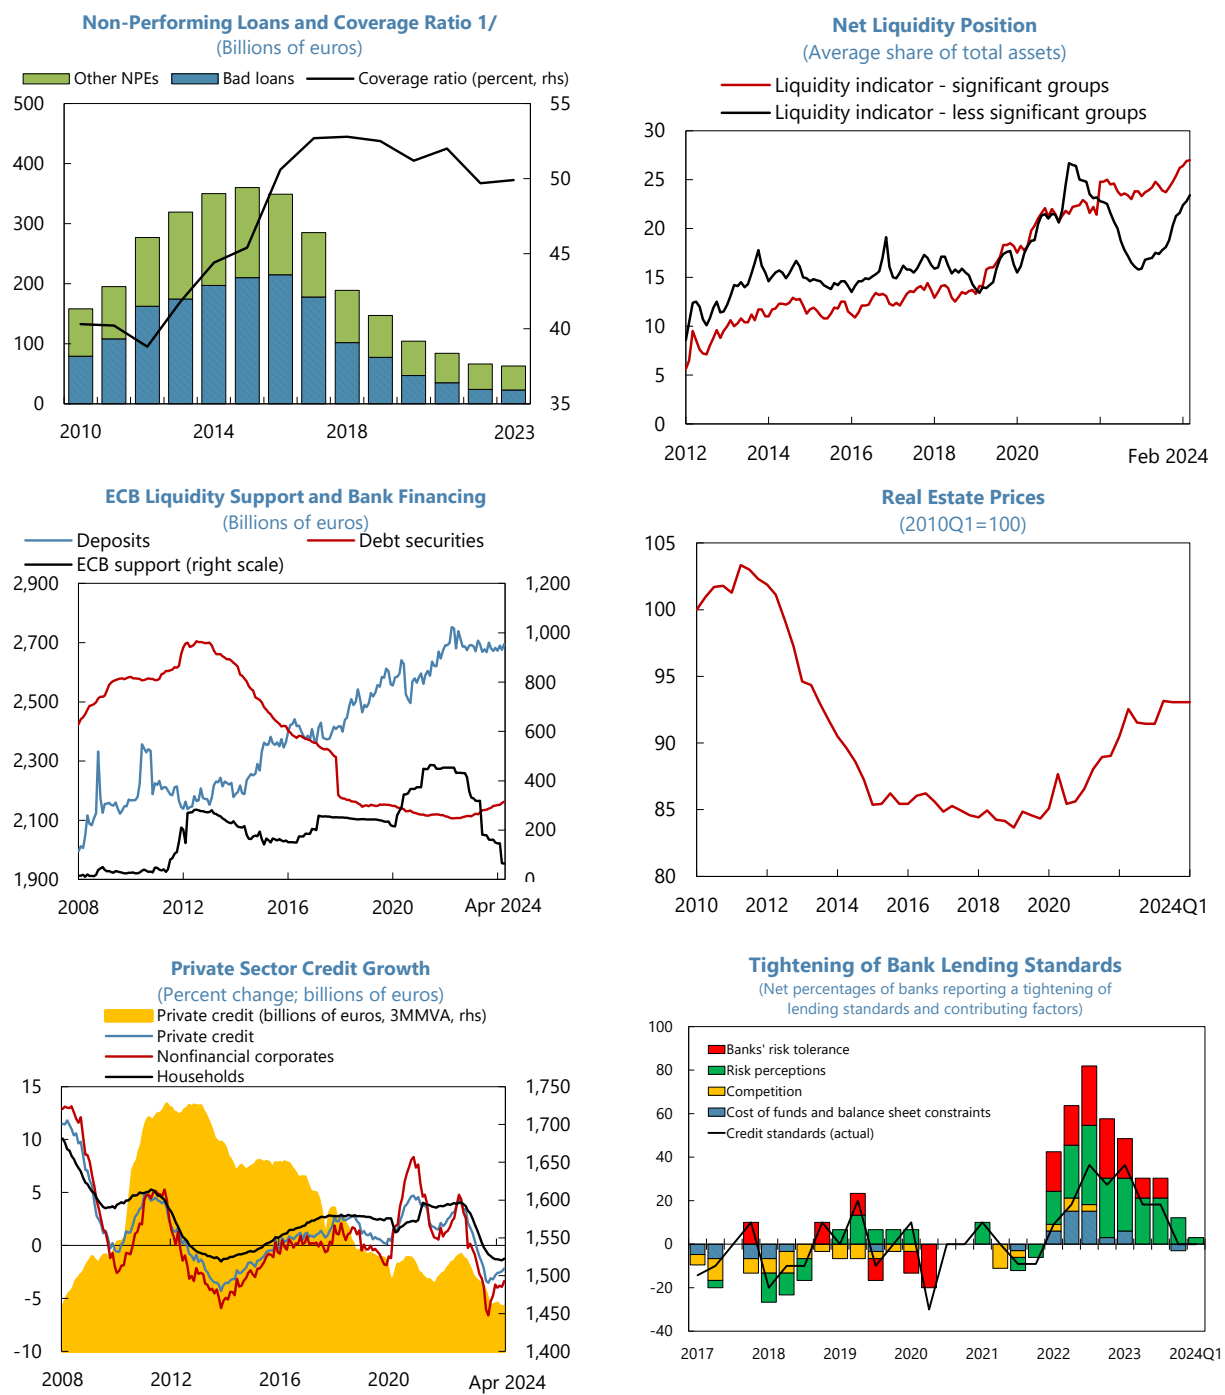 Non-Performing Loans and Coverage Ratio 1/
(Billions of euros)
Other NPEs
Bad loans
Coverage ratio (percent, rhs)
500
400
300
200
100
0
55
50
45
40
35
2010
2014
2018
2023
Net Liquidity Position
(Average share of total assets)
Liquidity indicator - significant groups
Liquidity indicator - less significant groups
30
25
20
15
10
5
0
2012
2014
2016
2018
2020
Feb 2024
ECB Liquidity Support and Bank Financing
(Billions of euros)
Deposits
Debt securities
ECB support (right scale)
2,900
2,700
2,500
2,300
2,100
1,900
1,200
1,000
800
600
400
200
0
2008
2012
2016
2020
Apr 2024
Real Estate Prices
(2010Q1=100)
105
100
95
90
85
80
2010
2012
2014
2016
2018
2020
2024Q1
Private Sector Credit Growth
(Percent change; billions of euros)
Private credit (billions of euros, 3MMVA, rhs)
Private credit
Nonfinancial corporates
Households
15
10
5
0
-5
-10
1,750
1,700
1,650
1,600
1,550
1,500
1,450
1,400
2008
2012
2016
2020
Apr 2024
Tightening of Bank Lending Standards
(Net percentages of banks reporting a tightening of
lending standards and contributing factors)
Banks' risk tolerance
Risk perceptions
Competition
Cost of funds and balance sheet constraints
Credit standards (actual)
100
80
60
40
20
0
-20
-40
2017
2018
2019
2020
2021
2022
2023
2024Q1